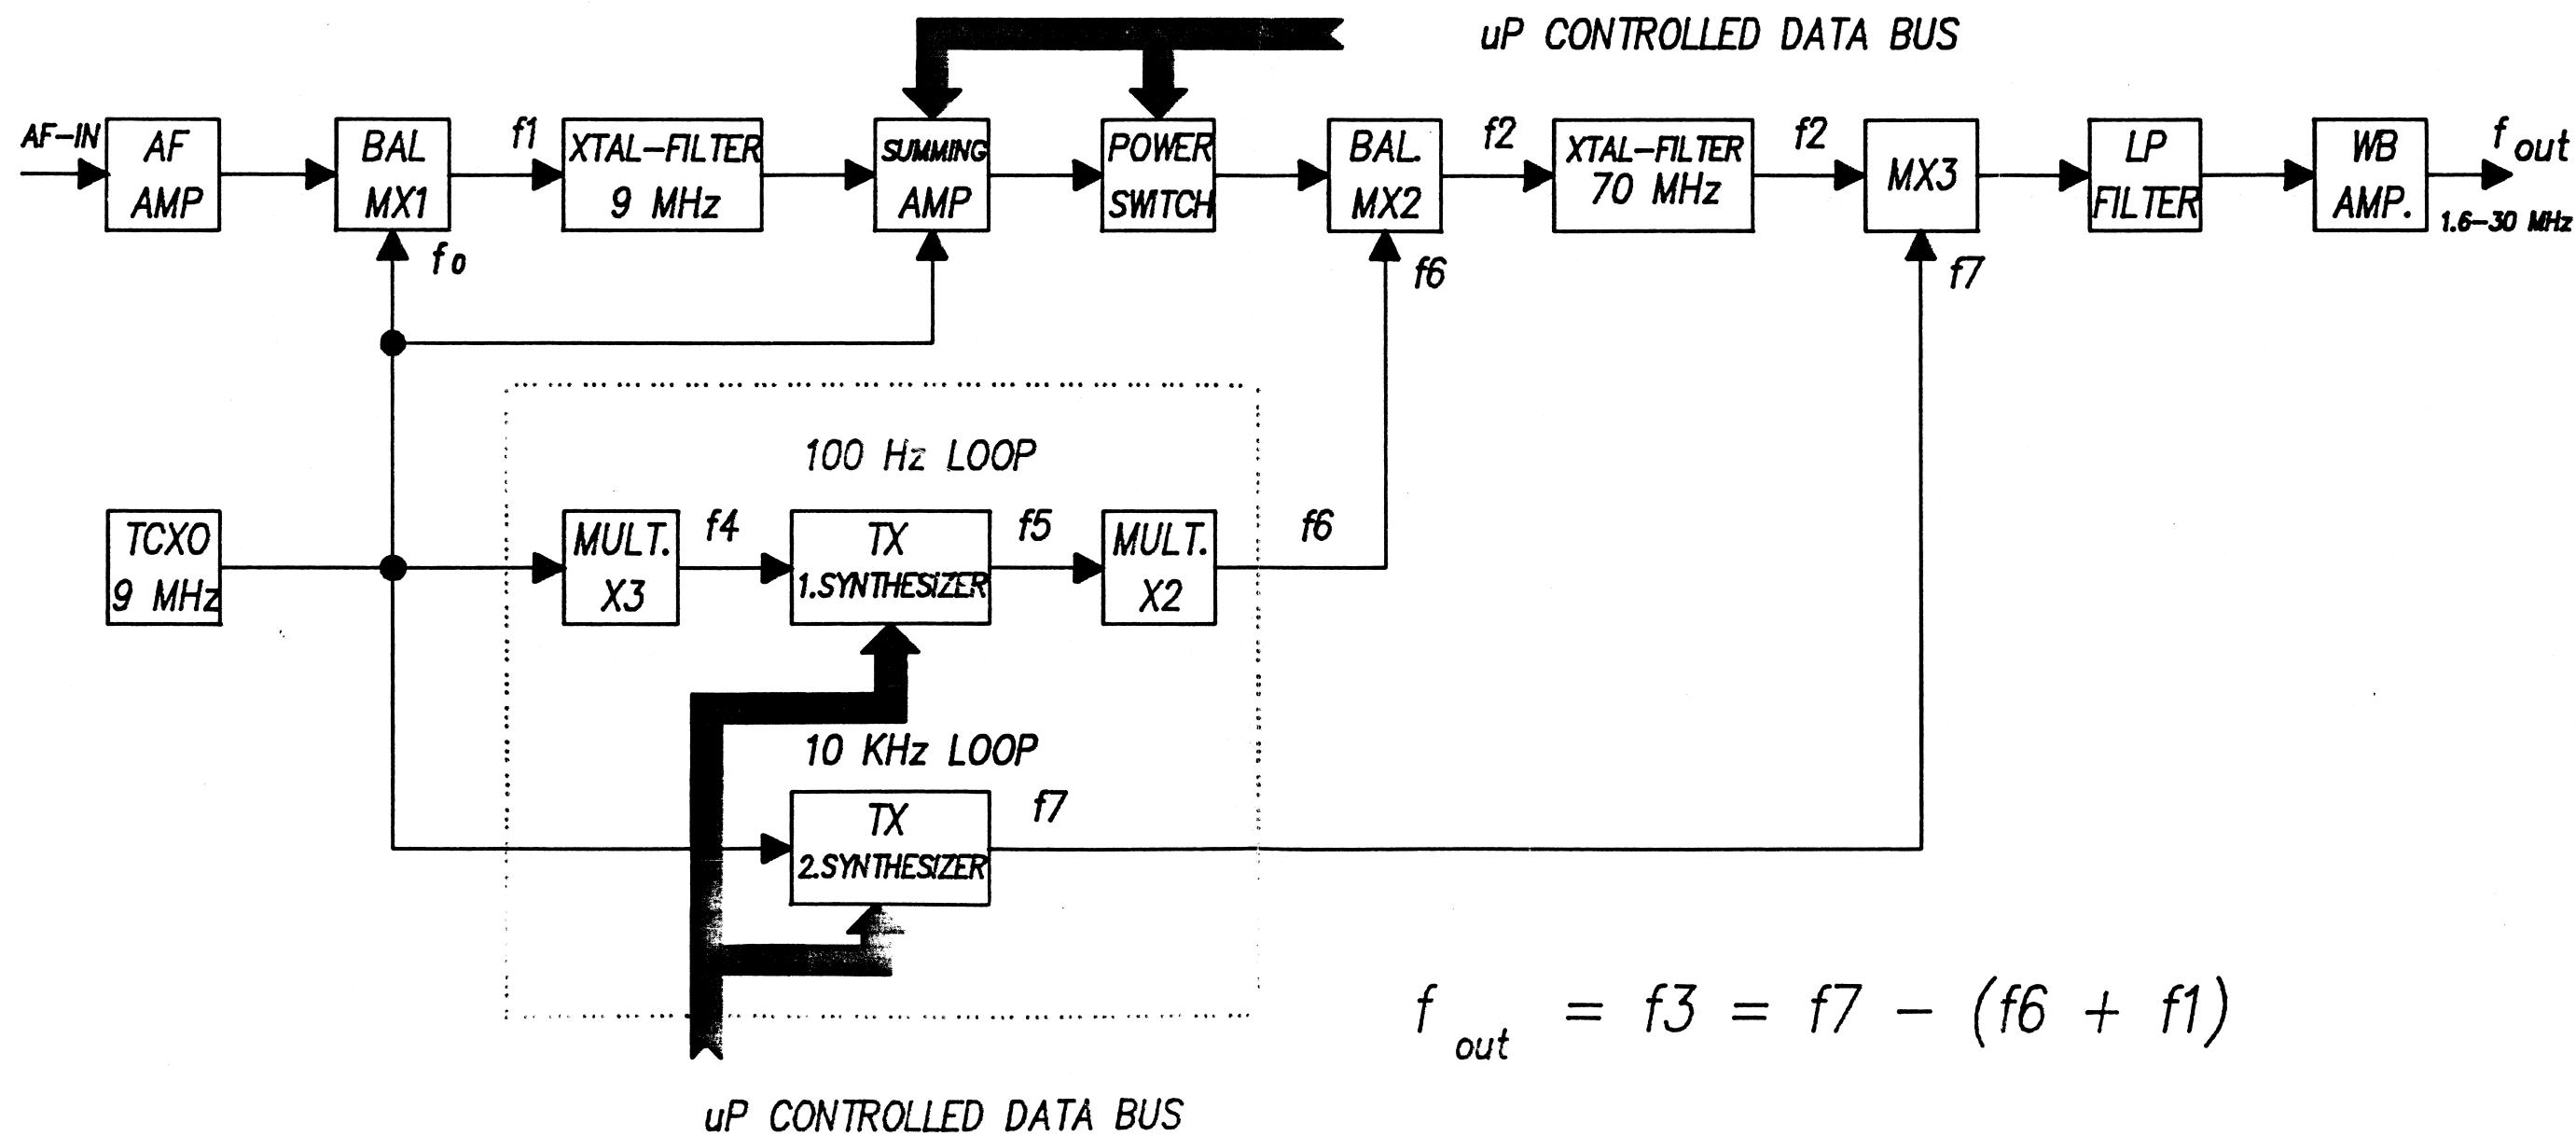 uP CONTROLLED DATA BUS
AF-IN
AF
AMP
BAL
MX1
f1
XTAL-FILTER
9 MHz
SUMMING
AMP
POWER
SWITCH
BAL.
MX2
f2
XTAL-FILTER
70 MHz
f2
MX3
LP
FILTER
WB
AMP.
f out
1.6-30 MHz
fo
f6
f7
100 Hz LOOP
TCXO
9 MHz
MULT.
X3
f4
TX
1.SYNTHESIZER
f5
MULT.
X2
f6
10 KHz LOOP
TX
2.SYNTHESIZER
f7
f out = f3 = f7 - (f6 + f1)
uP CONTROLLED DATA BUS